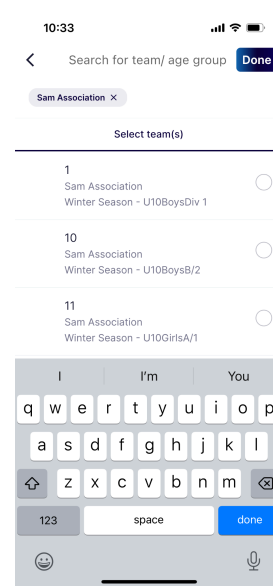 10:33
Search for team/ age group Done
Sam Association ×
Select team(s)
1
Sam Association
Winter Season - U10BoysDiv 1
10
Sam Association
Winter Season - U10BoysB/2
11
Sam Association
Winter Season - U10GirlsA/1
I I'm You
q w e r t y u i o p
a s d f g h j k l
z x c v b n m
123 space done